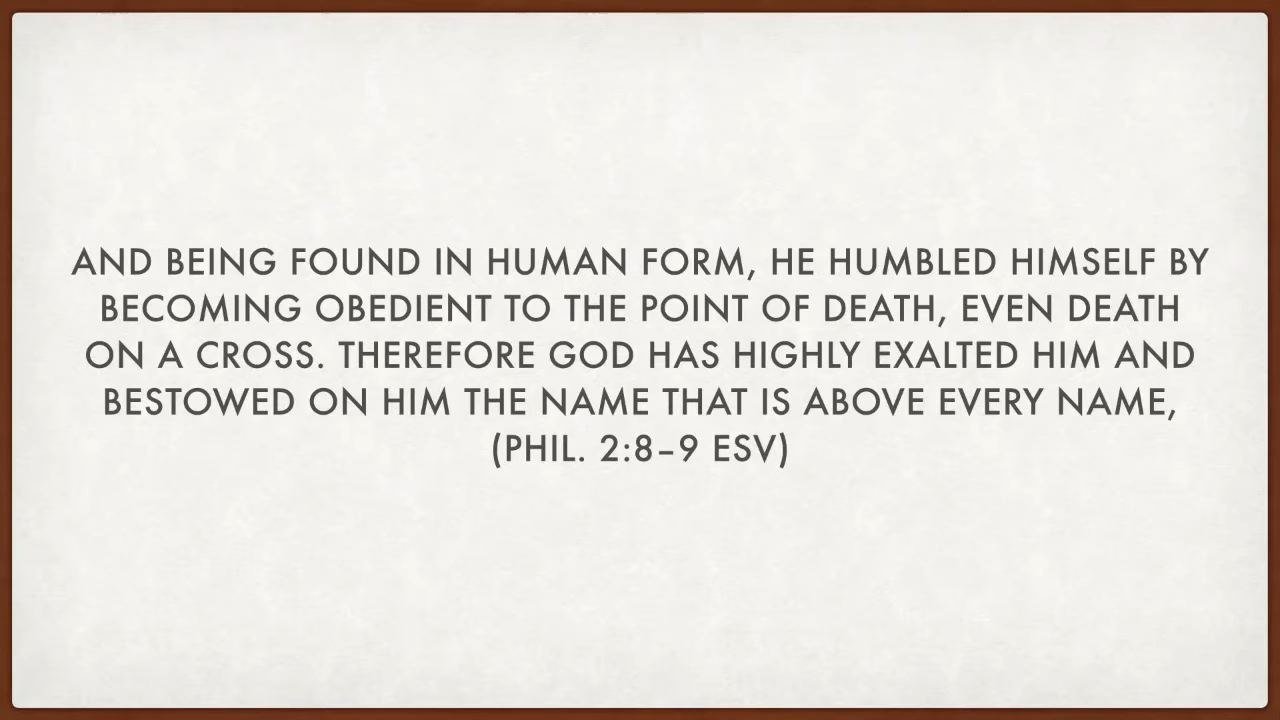 AND BEING FOUND IN HUMAN FORM, HE HUMBLED HIMSELF BY
BECOMING OBEDIENT TO THE POINT OF DEATH, EVEN DEATH
ON A CROSS. THEREFORE GOD HAS HIGHLY EXALTED HIM AND
BESTOWED ON HIM THE NAME THAT IS ABOVE EVERY NAME,
(PHIL. 2:8–9 ESV)